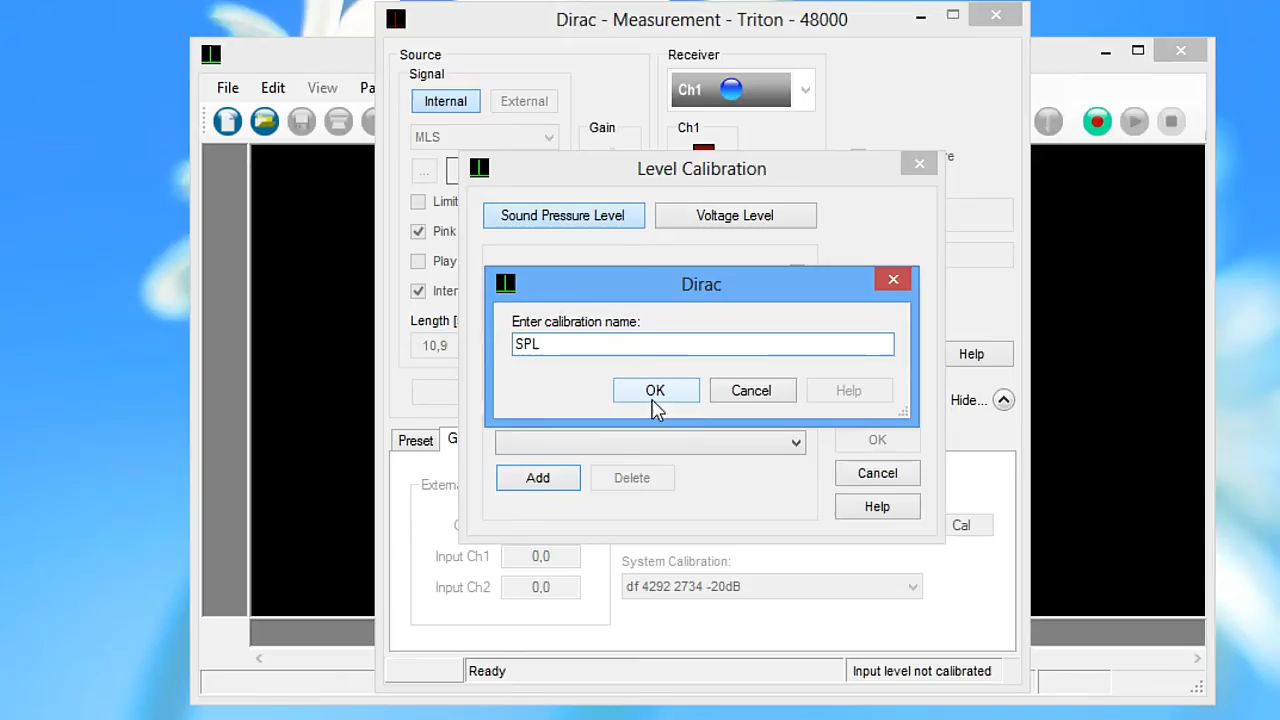 Dirac - Measurement - Triton - 48000
File Edit View Pa
Source
Signal
Internal External
MLS
...
Limit
Pink
Play
Inter
Length [s
10,9
Gain
Receiver
Ch1
Ch1
re
Level Calibration
Sound Pressure Level Voltage Level
Dirac
Enter calibration name:
SPL
OK Cancel Help
Add Delete
OK
Cancel
Help
Help
Hide...
Preset G
Extern
Input Ch1 0,0
Input Ch2 0,0
Cal
System Calibration:
df 4292 2734 -20dB
Ready
Input level not calibrated